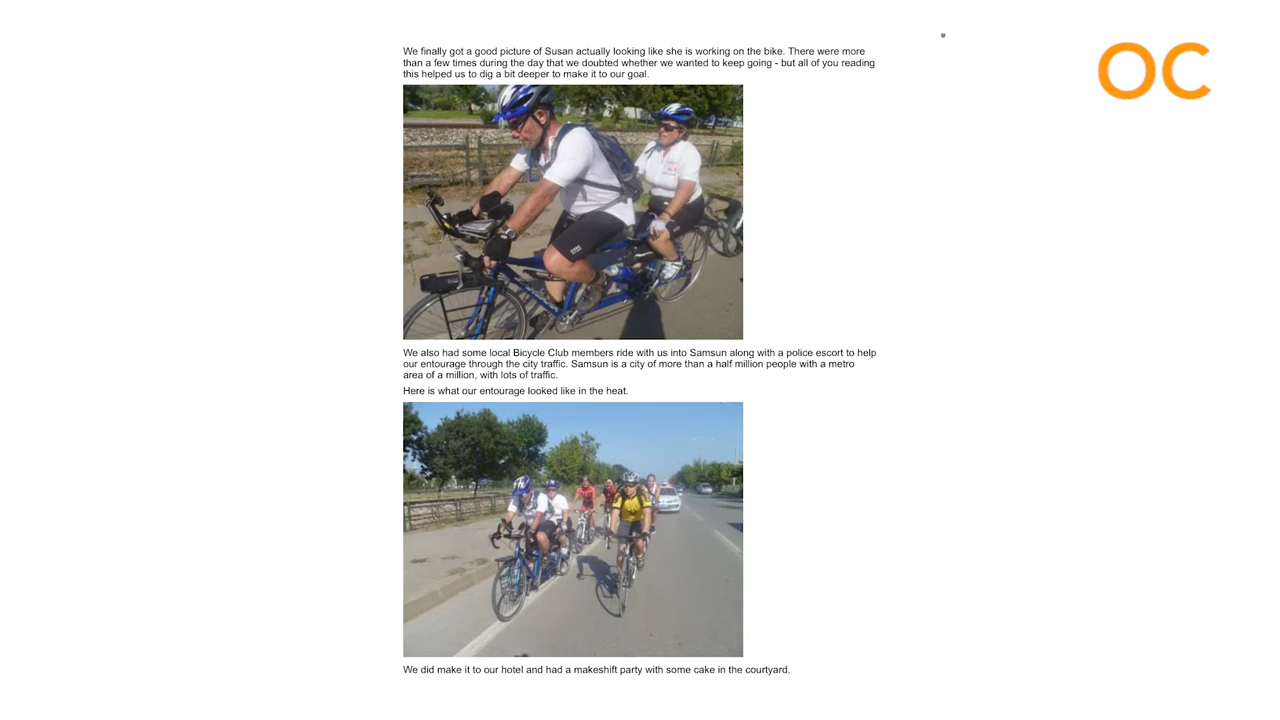 We finally got a good picture of Susan actually looking like she is working on the bike. There were more
than a few times during the day that we doubted whether we wanted to keep going - but all of you reading
this helped us to dig a bit deeper to make it to our goal.
OC
We also had some local Bicycle Club members ride with us into Samsun along with a police escort to help
our entourage through the city traffic. Samsun is a city of more than a half million people with a metro
area of a million, with lots of traffic.
Here is what our entourage looked like in the heat.
We did make it to our hotel and had a makeshift party with some cake in the courtyard.